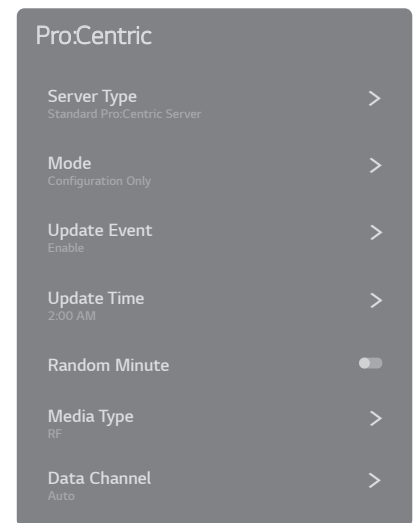 Pro:Centric
Server Type
Standard Pro:Centric Server
Mode
Configuration Only
Update Event
Enable
Update Time
2:00 AM
Random Minute
Media Type
RF
Data Channel
Auto